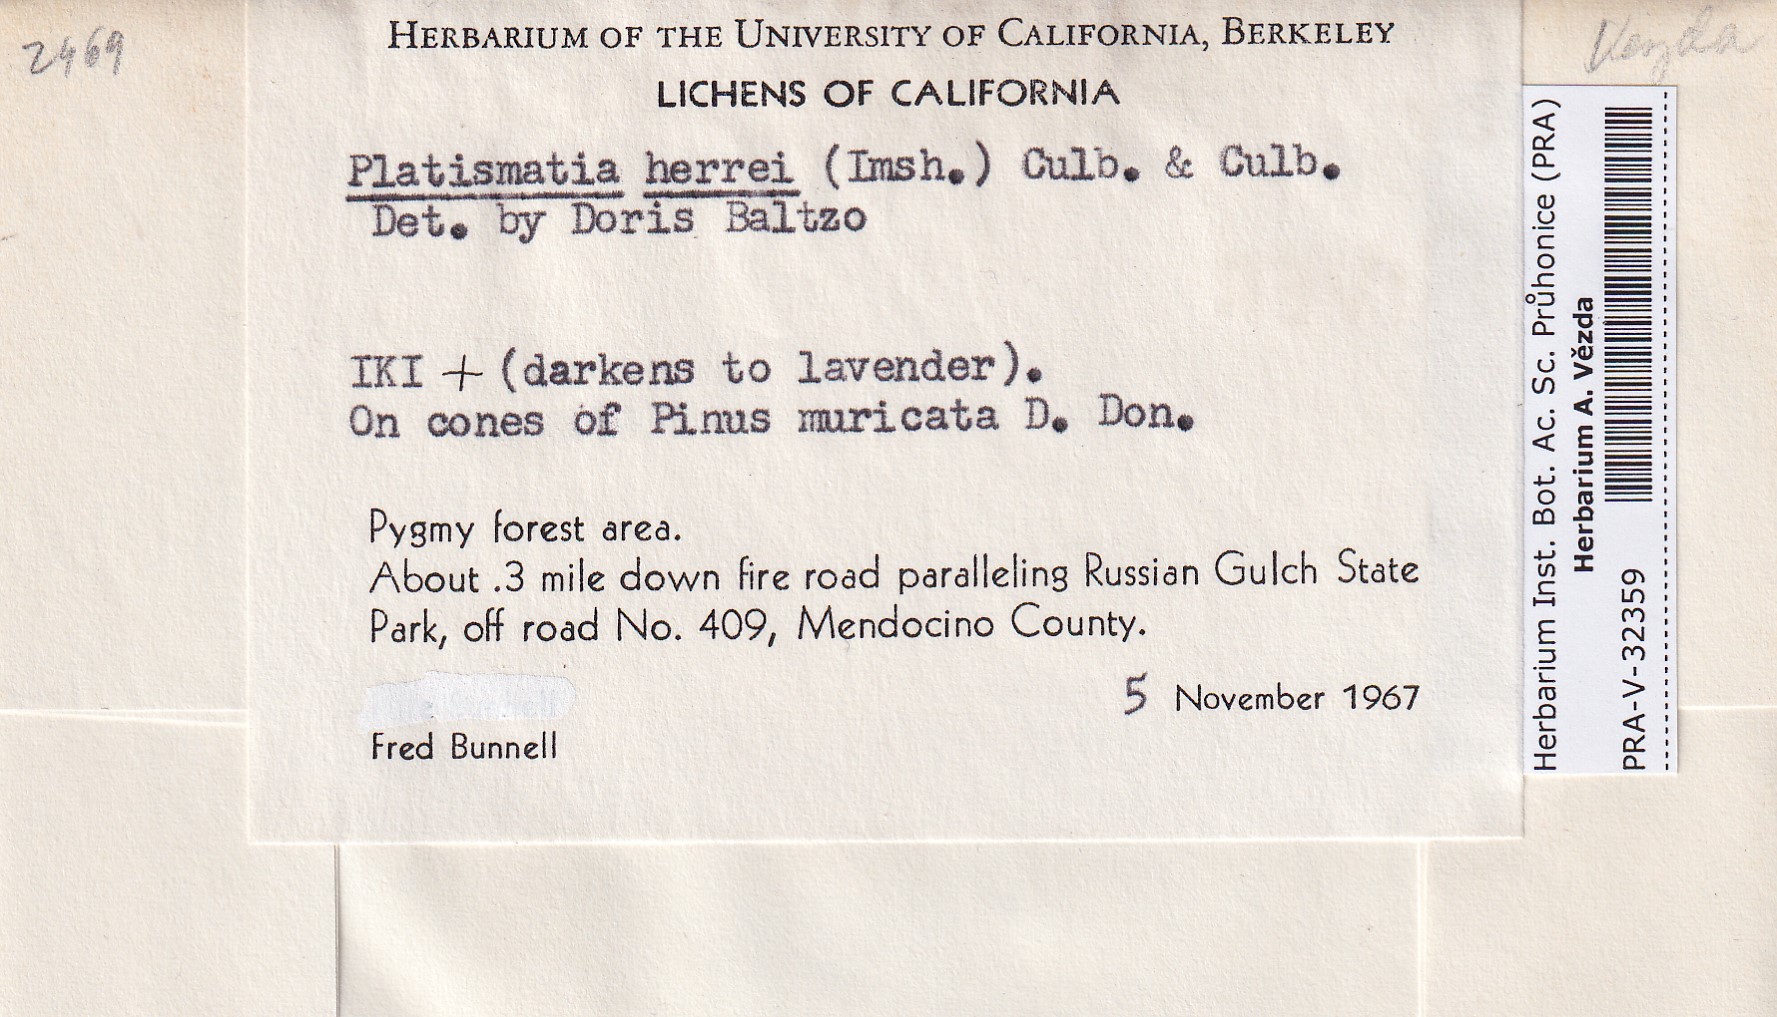 2469
Vezda
HERBARIUM OF THE UNIVERSITY OF CALIFORNIA, BERKELEY
LICHENS OF CALIFORNIA
Platismatia herrei (Imsh.) Culb. & Culb.
Det. by Doris Baltzo
IKI + (darkens to lavender).
On cones of Pinus muricata D. Don.
Pygmy forest area.
About .3 mile down fire road paralleling Russian Gulch State
Park, off road No. 409, Mendocino County.
5 November 1967
Fred Bunnell
Herbarium Inst. Bot. Ac. Sc. Průhonice (PRA)
Herbarium A. Vězda
PRA-V-32359